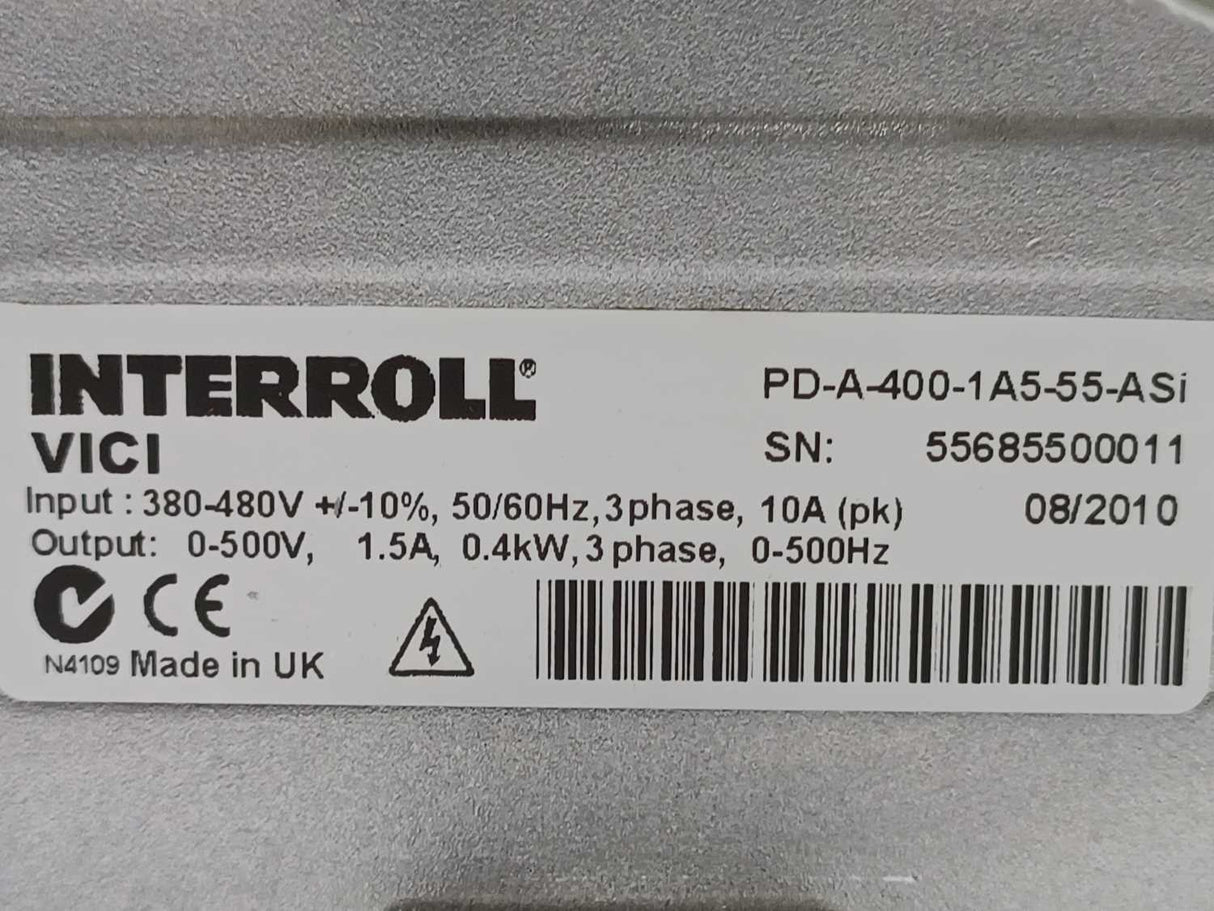 INTERROLL®
VICI
PD-A-400-1A5-55-ASi
SN: 55685500011
Input : 380-480V +/-10%, 50/60Hz, 3 phase, 10A (pk) 08/2010
Output: 0-500V, 1.5A, 0.4kW, 3 phase, 0-500Hz
CE
N4109 Made in UK